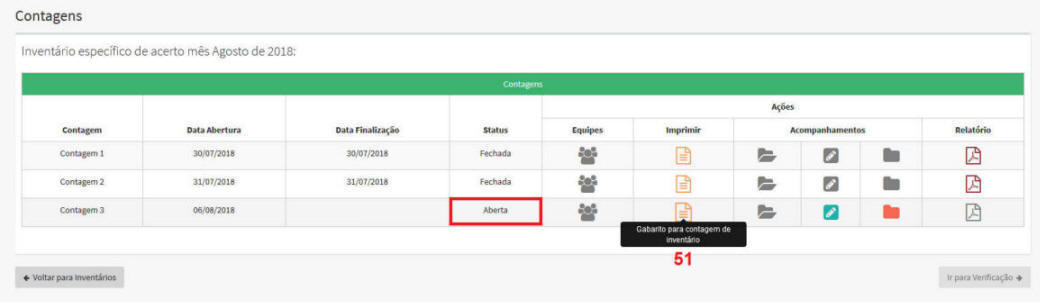 Contagens
Inventário específico de acerto mês Agosto de 2018:
Contagens
Ações
Contagem Data Abertura Data Finalização Status Equipes Imprimir Acompanhamentos Relatório
Contagem 1 30/07/2018 30/07/2018 Fechada
Contagem 2 31/07/2018 31/07/2018 Fechada
Contagem 3 06/08/2018 Aberta
Gabarito para contagem de
inventário
51
Voltar para Inventários Ir para Verificação